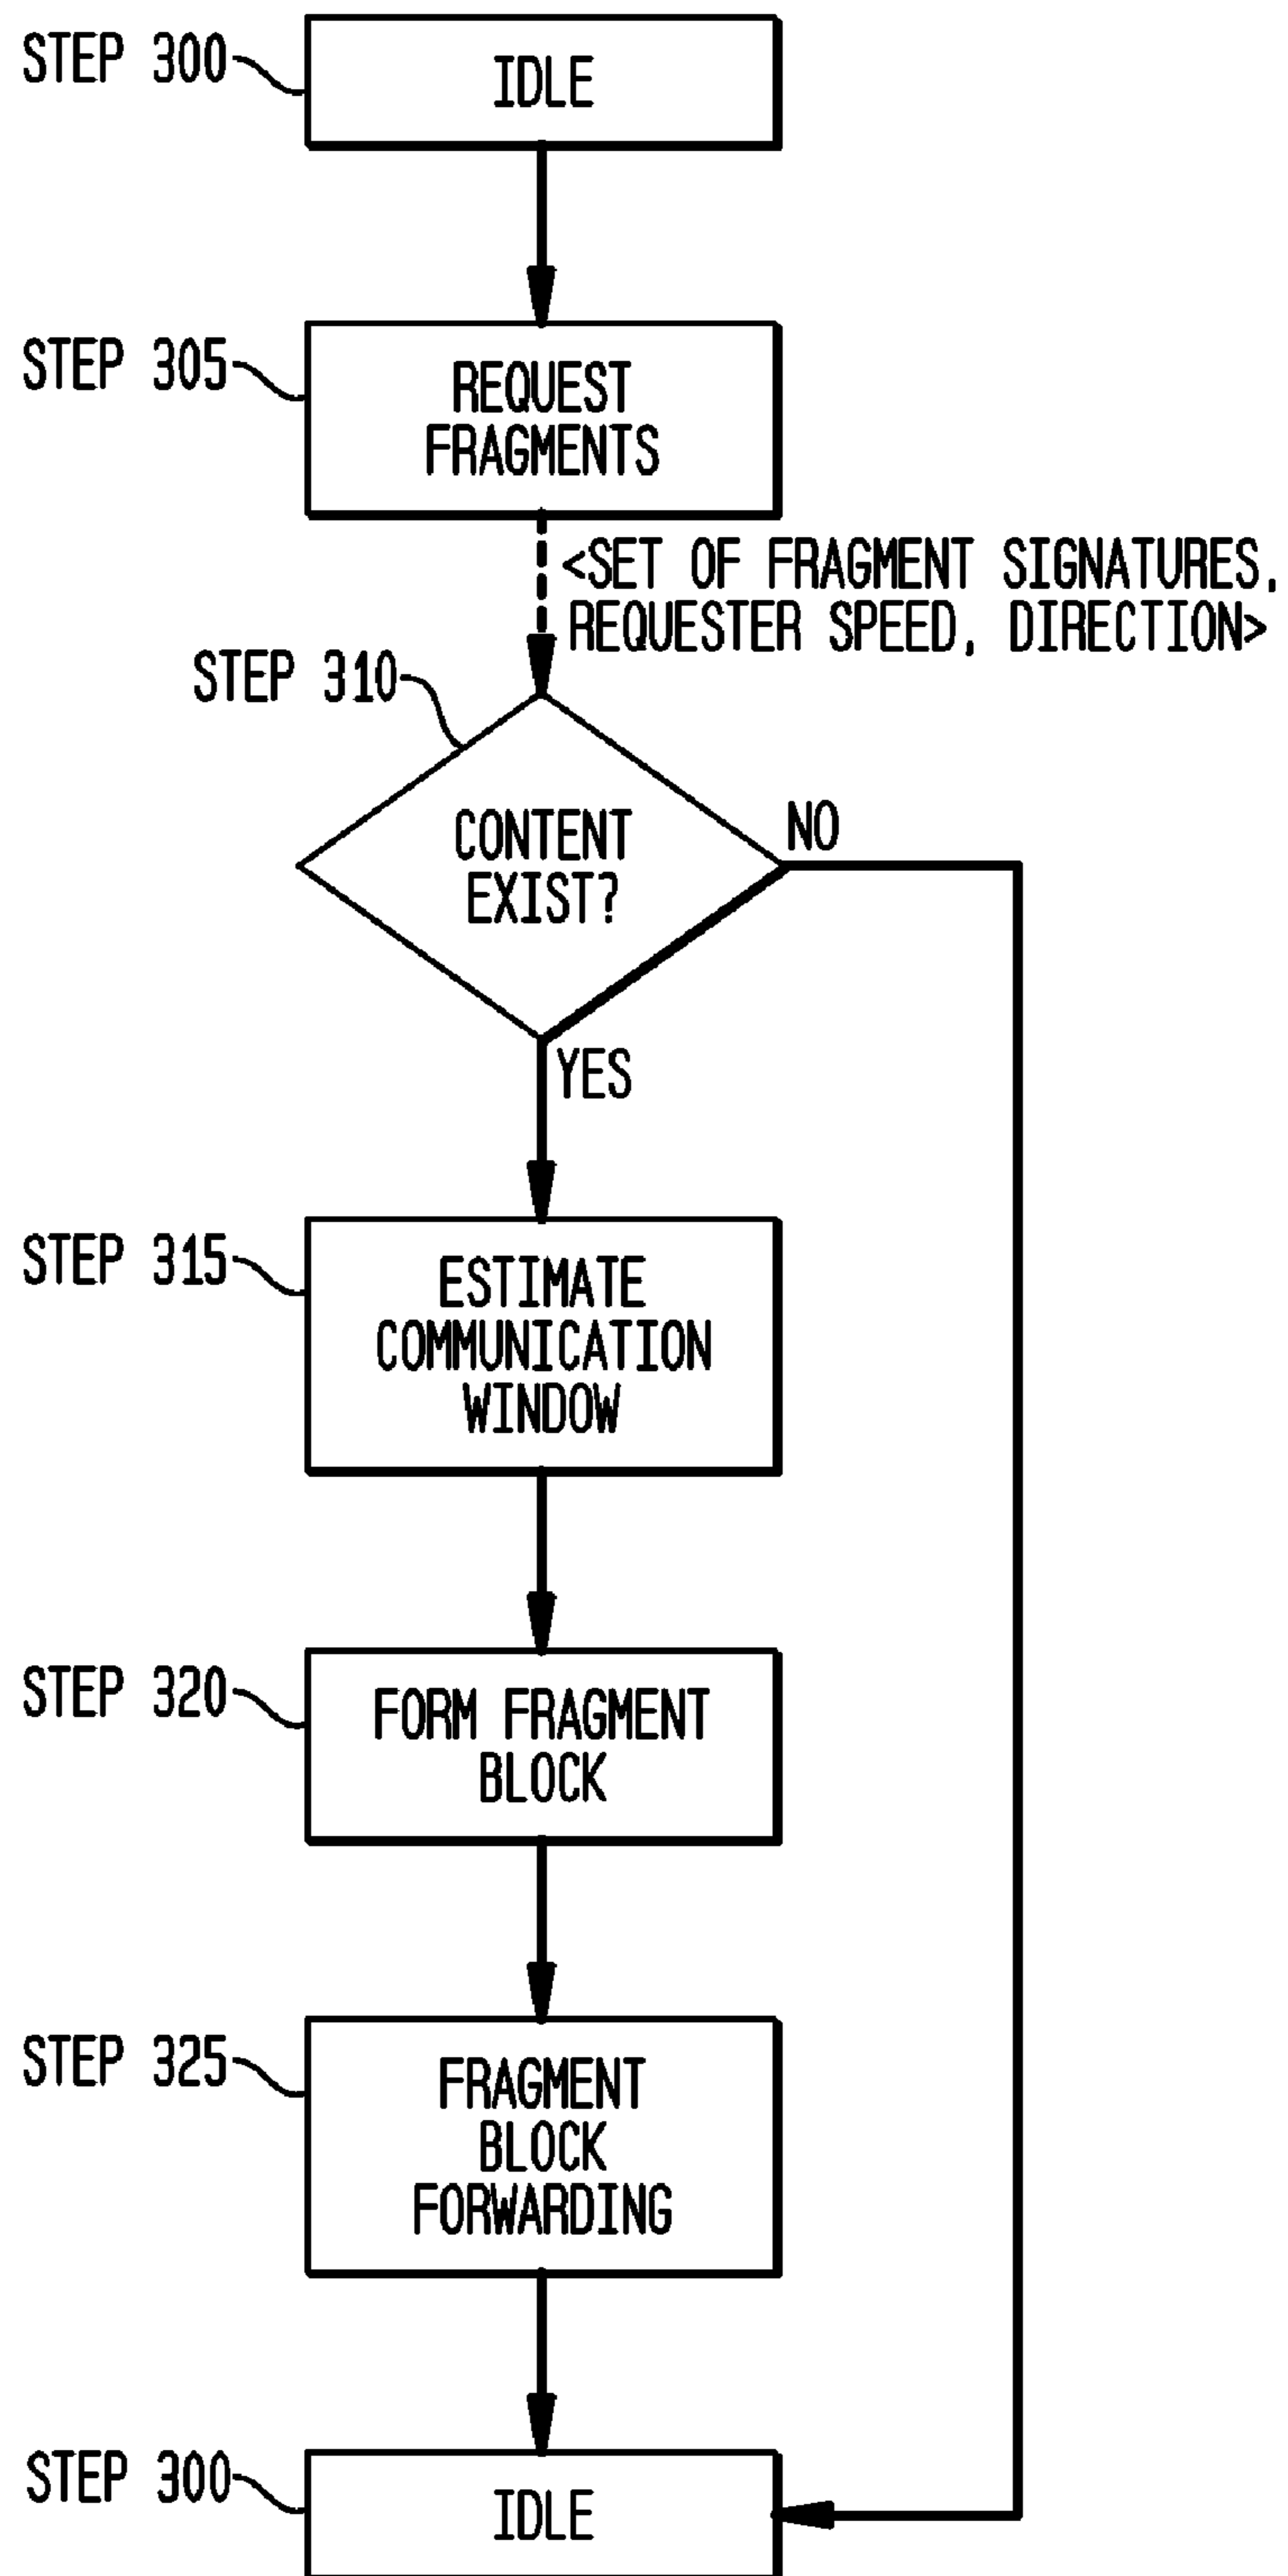 STEP 300
IDLE
STEP 305
REQUEST
FRAGMENTS
<SET OF FRAGMENT SIGNATURES,
REQUESTER SPEED, DIRECTION>
STEP 310
CONTENT
EXIST?
NO
YES
STEP 315
ESTIMATE
COMMUNICATION
WINDOW
STEP 320
FORM FRAGMENT
BLOCK
STEP 325
FRAGMENT
BLOCK
FORWARDING
STEP 300
IDLE